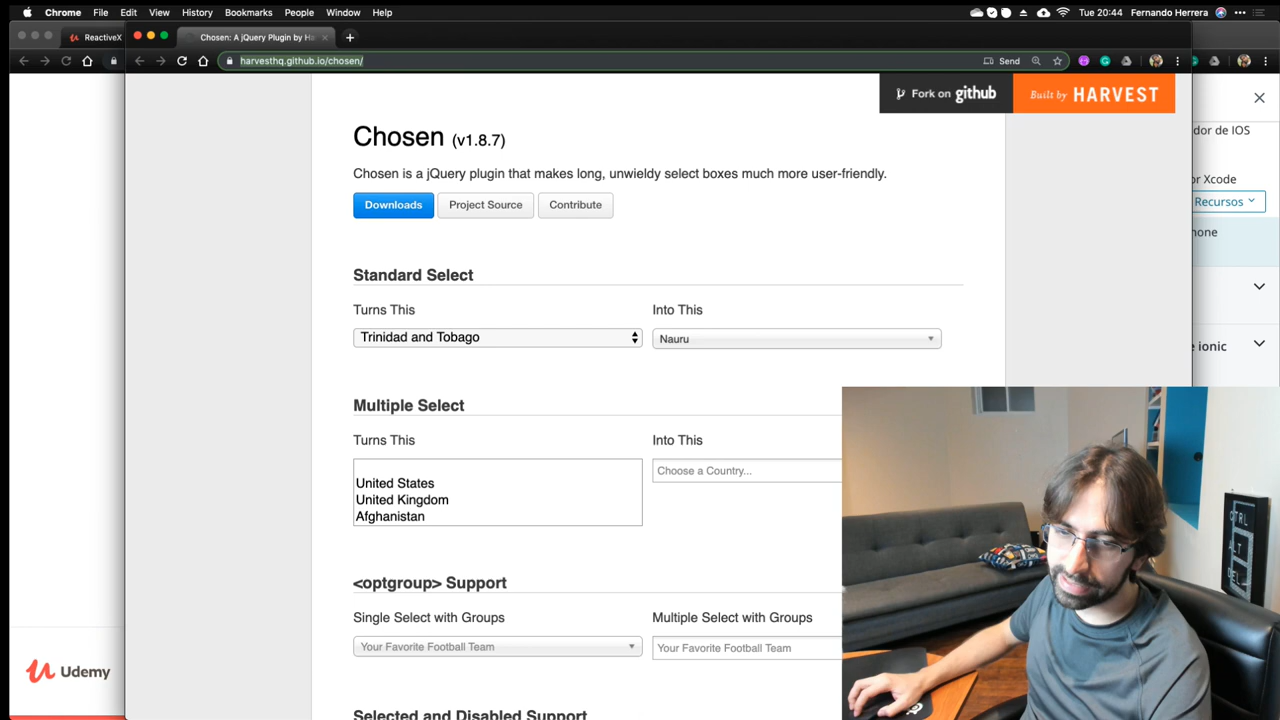 Chrome File Edit View History Bookmarks People Window Help Tue 20:44 Fernando Herrera
ReactiveX
Chosen: A jQuery Plugin by Ha
harvesthq.github.io/chosen/
Send
Fork on github
Built by HARVEST
dor de IOS
Chosen (v1.8.7)
Chosen is a jQuery plugin that makes long, unwieldy select boxes much more user-friendly.
or Xcode
Downloads Project Source Contribute
Recursos
hone
Standard Select
Turns This Into This
Trinidad and Tobago Nauru
e ionic
Multiple Select
Turns This Into This
Choose a Country...
United States
United Kingdom
Afghanistan
CTRL
ALT
DEL
<optgroup> Support
Single Select with Groups Multiple Select with Groups
Your Favorite Football Team Your Favorite Football Team
Udemy
Selected and Disabled Support